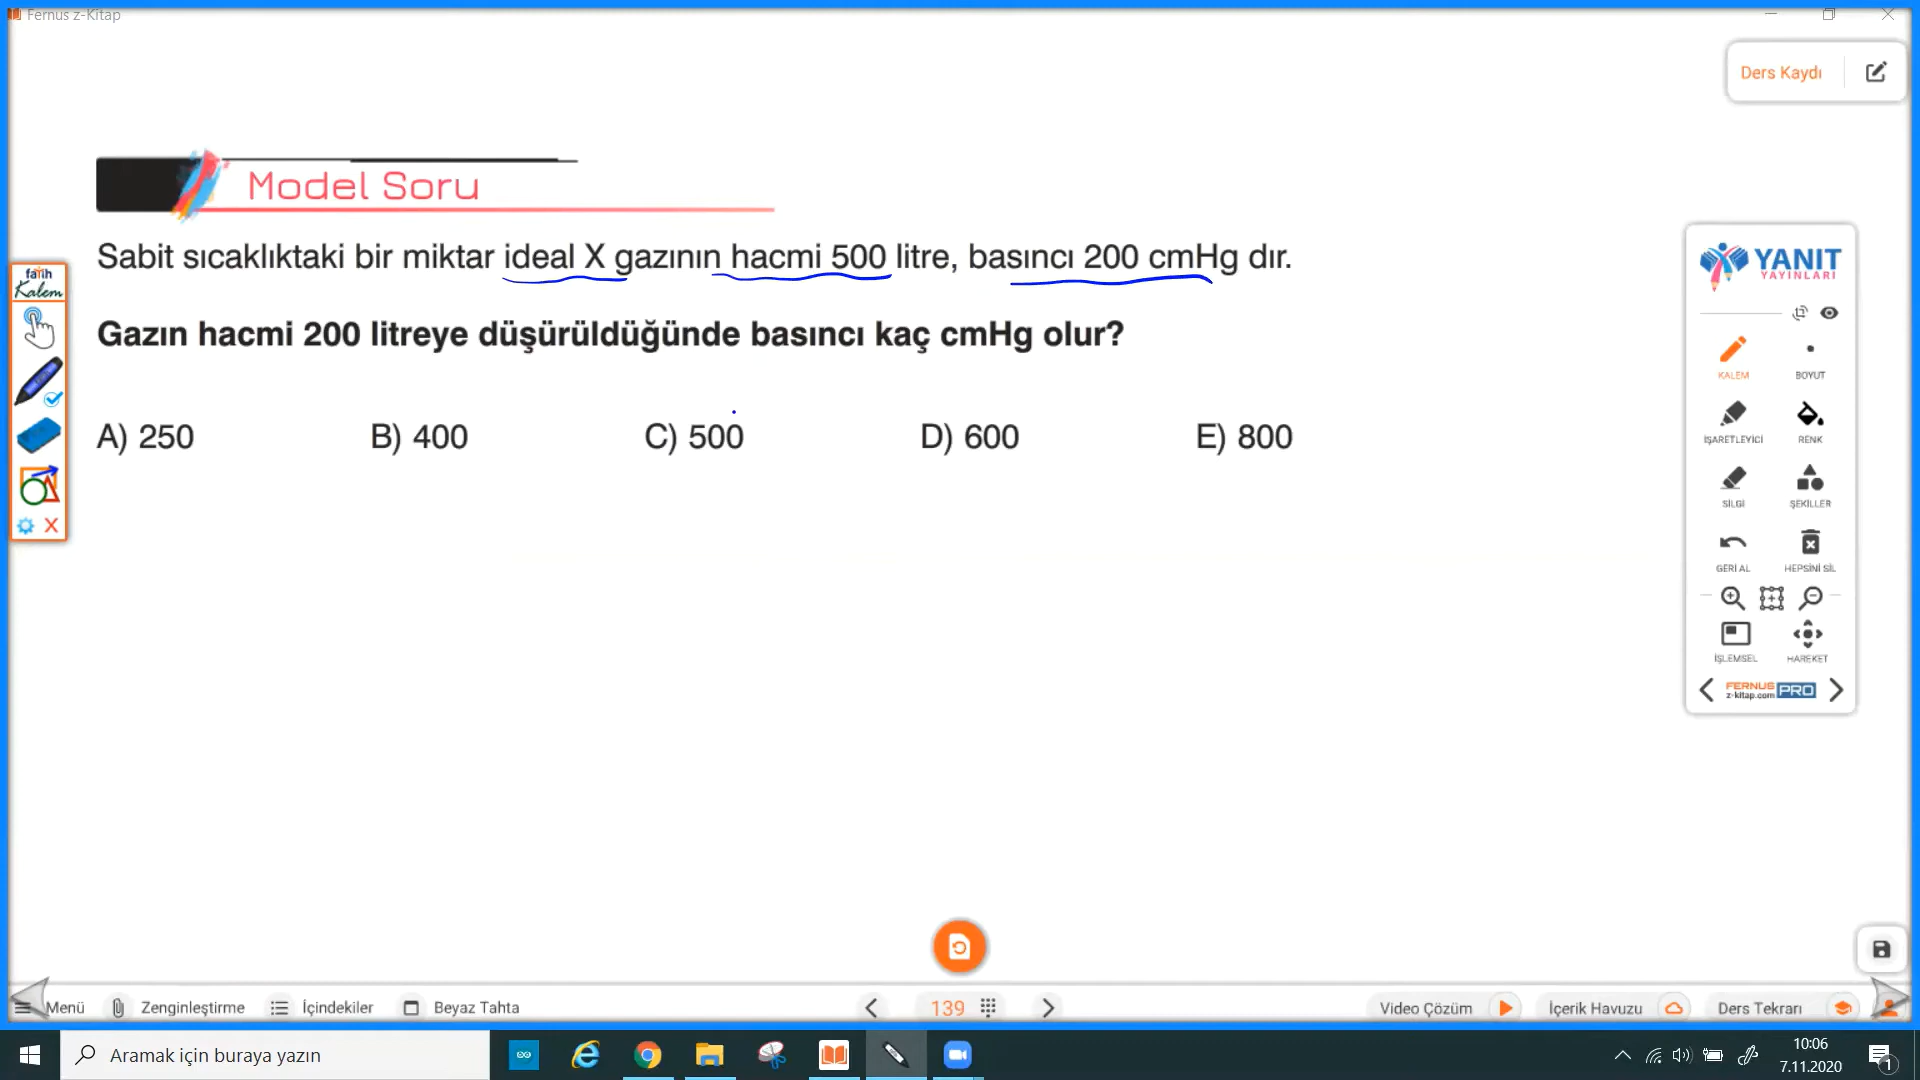 Fernus z-Kitap
Ders Kaydı
Model Soru
Sabit sıcaklıktaki bir miktar ideal X gazının hacmi 500 litre, basıncı 200 cmHg dır.
Gazın hacmi 200 litreye düşürüldüğünde basıncı kaç cmHg olur?
A) 250 B) 400 C) 500 D) 600 E) 800
fatih
Kalem
YANIT
YAYINLARI
KALEM BOYUT
İŞARETLEYİCİ RENK
SİLGİ ŞEKİLLER
GERİ AL HEPSİNİ SİL
İŞLEMSEL HAREKET
FERNUS
z-kitap.com PRO
Menü Zenginleştirme İçindekiler Beyaz Tahta 139 Video Çözüm İçerik Havuzu Ders Tekrarı
Aramak için buraya yazın
10:06
7.11.2020
1